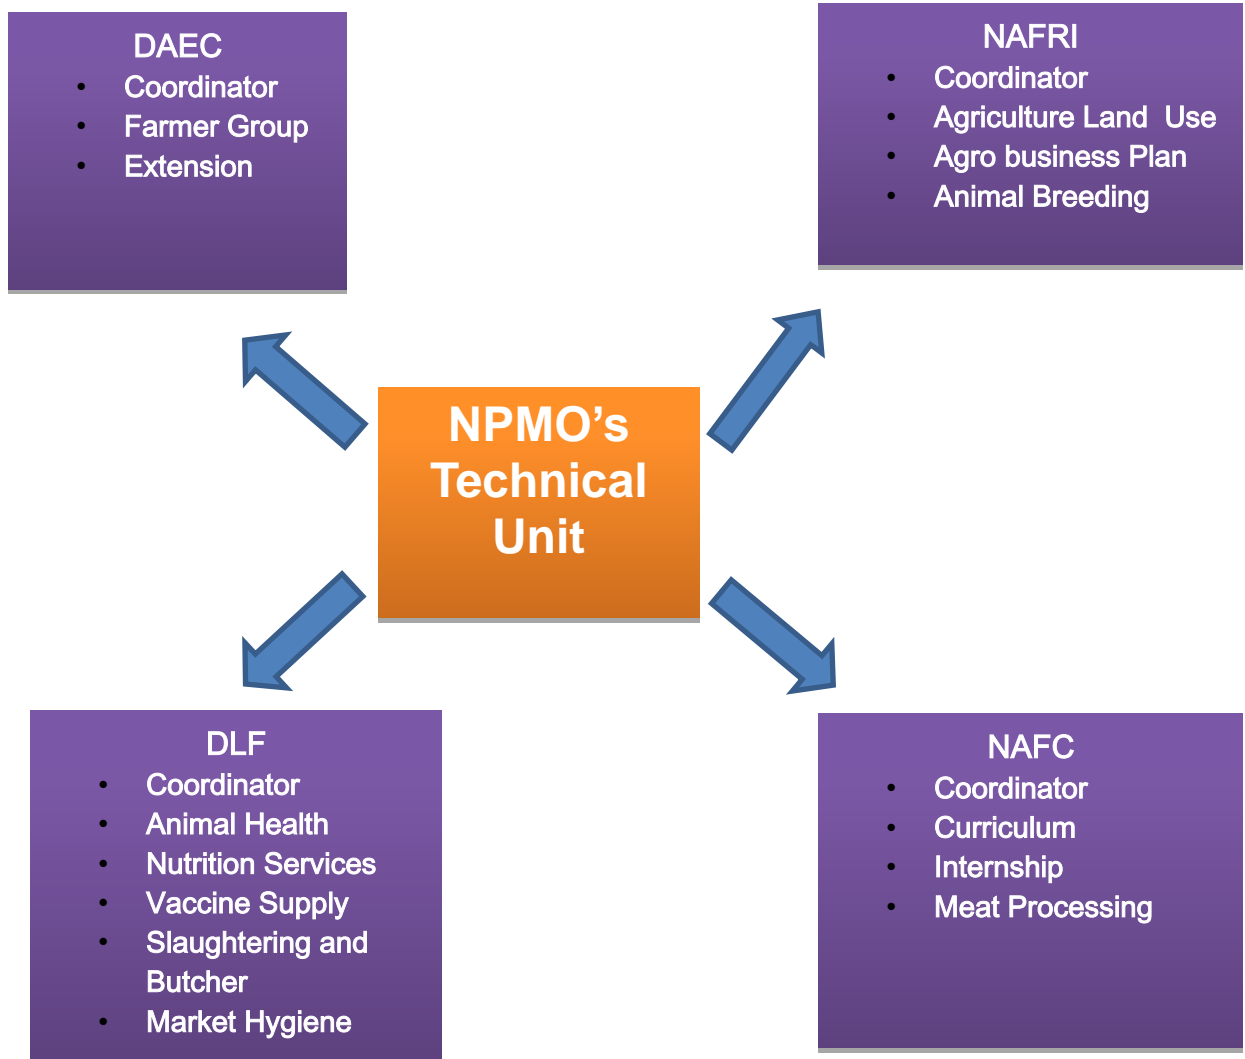 DAEC
• Coordinator
• Farmer Group
• Extension
NAFRI
• Coordinator
• Agriculture Land  Use
• Agro business Plan
• Animal Breeding
NPMO’s
Technical
Unit
DLF
• Coordinator
• Animal Health
• Nutrition Services
• Vaccine Supply
• Slaughtering and
Butcher
• Market Hygiene
NAFC
• Coordinator
• Curriculum
• Internship
• Meat Processing